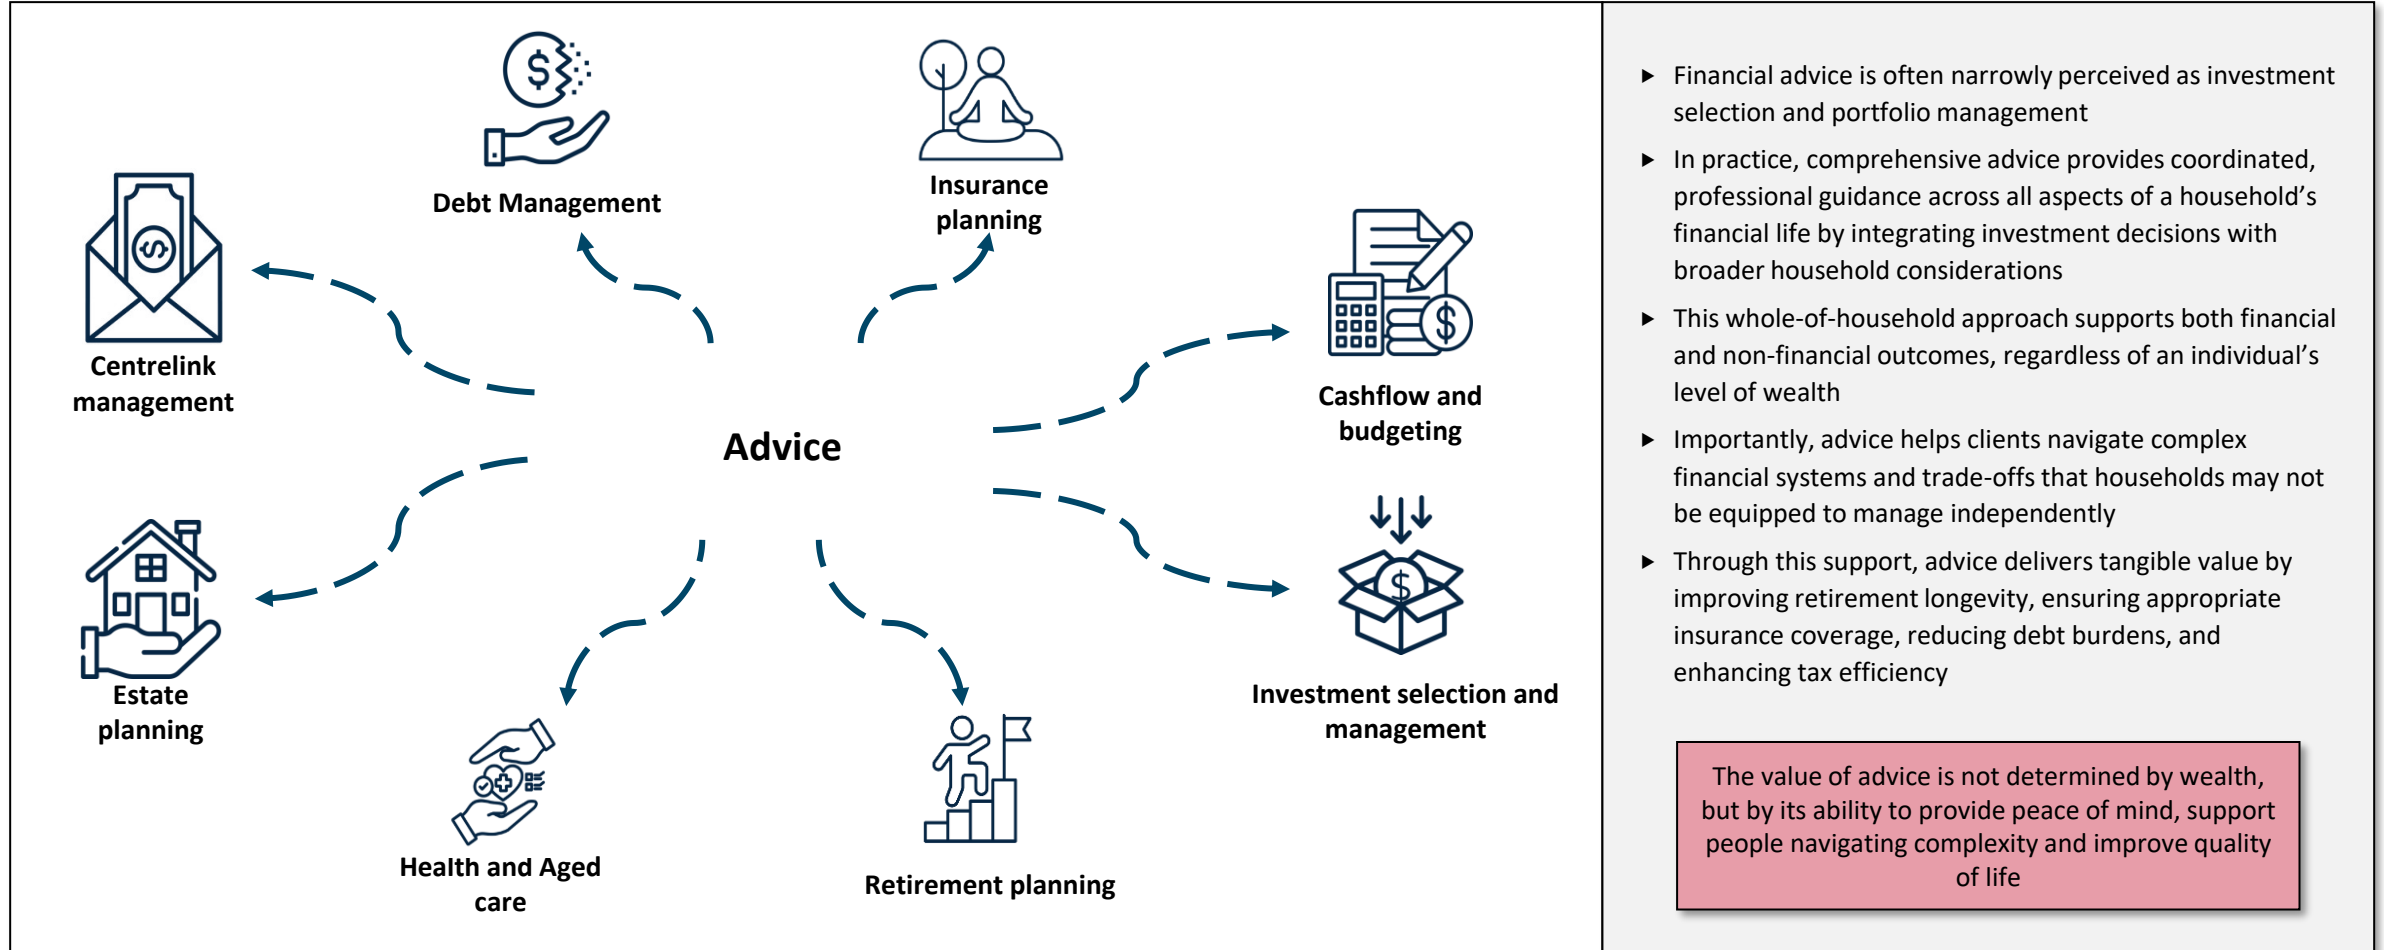 Debt Management
Insurance
planning
Centrelink
management
Cashflow and
budgeting
Advice
Estate
planning
Investment selection and
management
Health and Aged
care
Retirement planning
$
$
$
$
▶ Financial advice is often narrowly perceived as investment
selection and portfolio management
▶ In practice, comprehensive advice provides coordinated,
professional guidance across all aspects of a household’s
financial life by integrating investment decisions with
broader household considerations
▶ This whole-of-household approach supports both financial
and non-financial outcomes, regardless of an individual’s
level of wealth
▶ Importantly, advice helps clients navigate complex
financial systems and trade-offs that households may not
be equipped to manage independently
▶ Through this support, advice delivers tangible value by
improving retirement longevity, ensuring appropriate
insurance coverage, reducing debt burdens, and
enhancing tax efficiency
The value of advice is not determined by wealth,
but by its ability to provide peace of mind, support
people navigating complexity and improve quality
of life